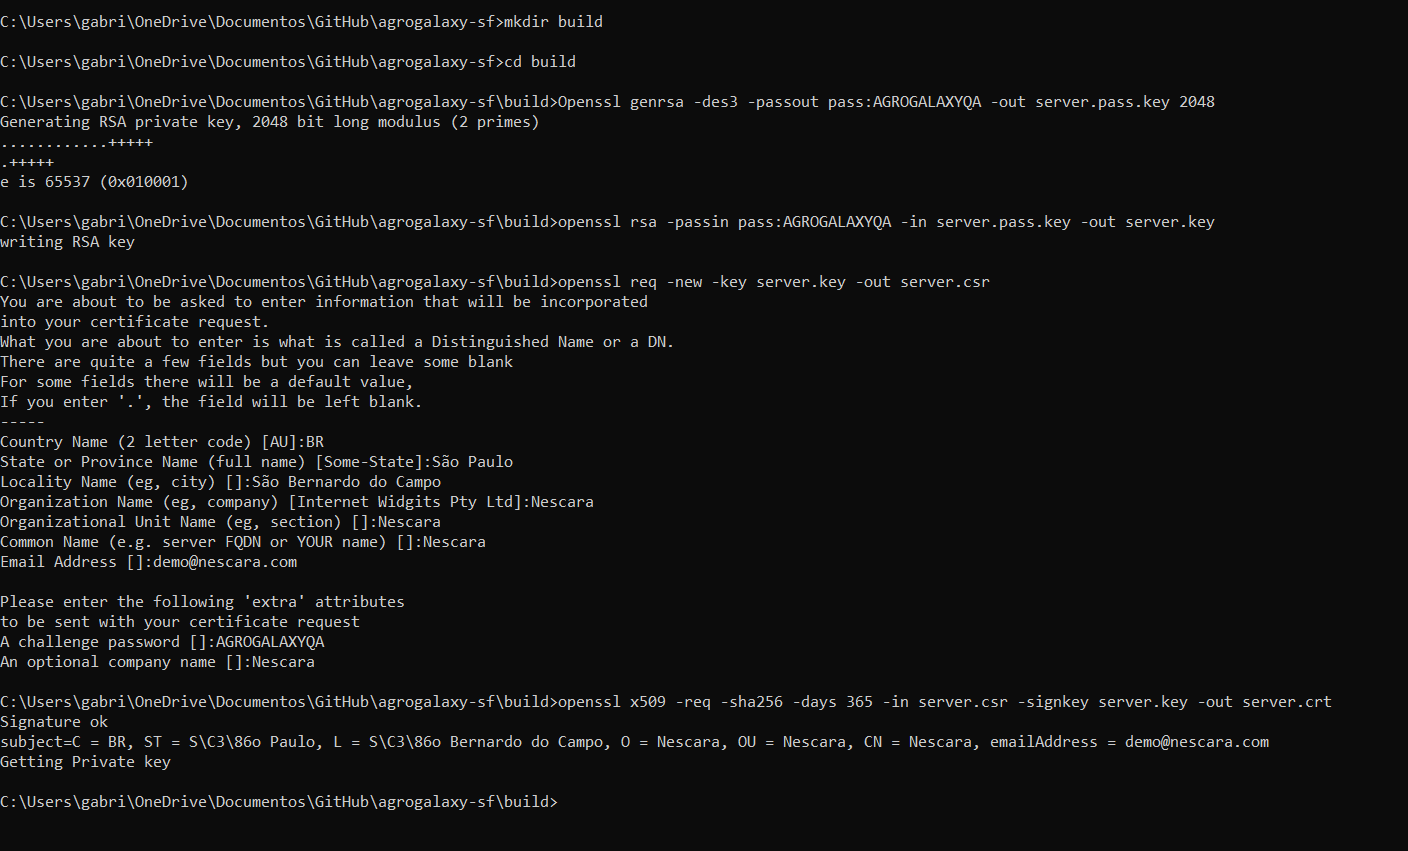 C:\Users\gabri\OneDrive\Documentos\GitHub\agrogalaxy-sf>mkdir build
C:\Users\gabri\OneDrive\Documentos\GitHub\agrogalaxy-sf>cd build
C:\Users\gabri\OneDrive\Documentos\GitHub\agrogalaxy-sf\build>Openssl genrsa -des3 -passout pass:AGROGALAXYQA -out server.pass.key 2048
Generating RSA private key, 2048 bit long modulus (2 primes)
............+++++
.+++++
e is 65537 (0x010001)
C:\Users\gabri\OneDrive\Documentos\GitHub\agrogalaxy-sf\build>openssl rsa -passin pass:AGROGALAXYQA -in server.pass.key -out server.key
writing RSA key
C:\Users\gabri\OneDrive\Documentos\GitHub\agrogalaxy-sf\build>openssl req -new -key server.key -out server.csr
You are about to be asked to enter information that will be incorporated
into your certificate request.
What you are about to enter is what is called a Distinguished Name or a DN.
There are quite a few fields but you can leave some blank
For some fields there will be a default value,
If you enter '.', the field will be left blank.
-----
Country Name (2 letter code) [AU]:BR
State or Province Name (full name) [Some-State]:São Paulo
Locality Name (eg, city) []:São Bernardo do Campo
Organization Name (eg, company) [Internet Widgits Pty Ltd]:Nescara
Organizational Unit Name (eg, section) []:Nescara
Common Name (e.g. server FQDN or YOUR name) []:Nescara
Email Address []:demo@nescara.com
Please enter the following 'extra' attributes
to be sent with your certificate request
A challenge password []:AGROGALAXYQA
An optional company name []:Nescara
C:\Users\gabri\OneDrive\Documentos\GitHub\agrogalaxy-sf\build>openssl x509 -req -sha256 -days 365 -in server.csr -signkey server.key -out server.crt
Signature ok
subject=C = BR, ST = S\C3\86o Paulo, L = S\C3\86o Bernardo do Campo, O = Nescara, OU = Nescara, CN = Nescara, emailAddress = demo@nescara.com
Getting Private key
C:\Users\gabri\OneDrive\Documentos\GitHub\agrogalaxy-sf\build>